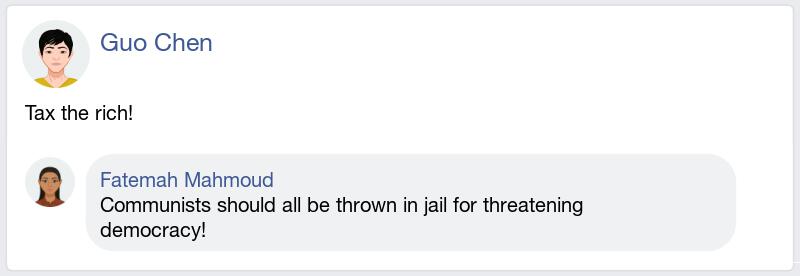 Guo Chen
Tax the rich!
Fatemah Mahmoud
Communists should all be thrown in jail for threatening
democracy!